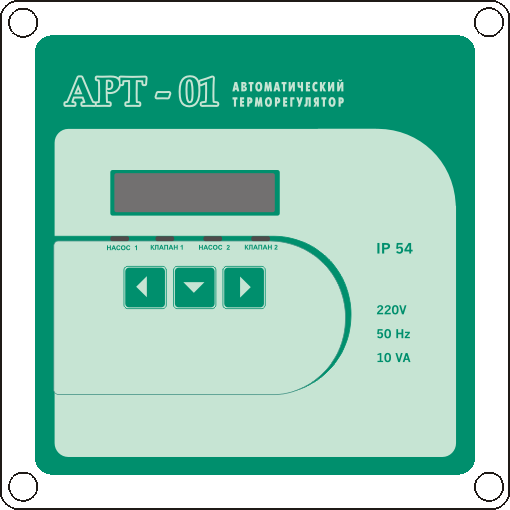 АРТ - 01
АВТОМАТИЧЕСКИЙ
ТЕРМОРЕГУЛЯТОР
НАСОС 1 КЛАПАН 1 НАСОС 2 КЛАПАН 2
IP 54
220V
50 Hz
10 VA